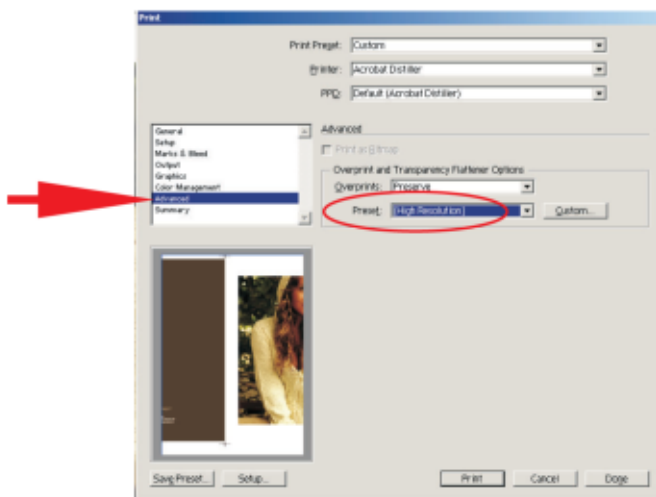 Print
Print Preset: Custom
Printer: Acrobat Distiller
PPD: Default (Acrobat Distiller)
General
Setup
Marks & Bleed
Output
Graphics
Color Management
Advanced
Summary
Advanced
Print as Bitmap
Overprint and Transparency Flattener Options
Overprints: Preserve
Preset: [High Resolution]
Custom...
Save Preset...
Setup...
Print
Cancel
Done